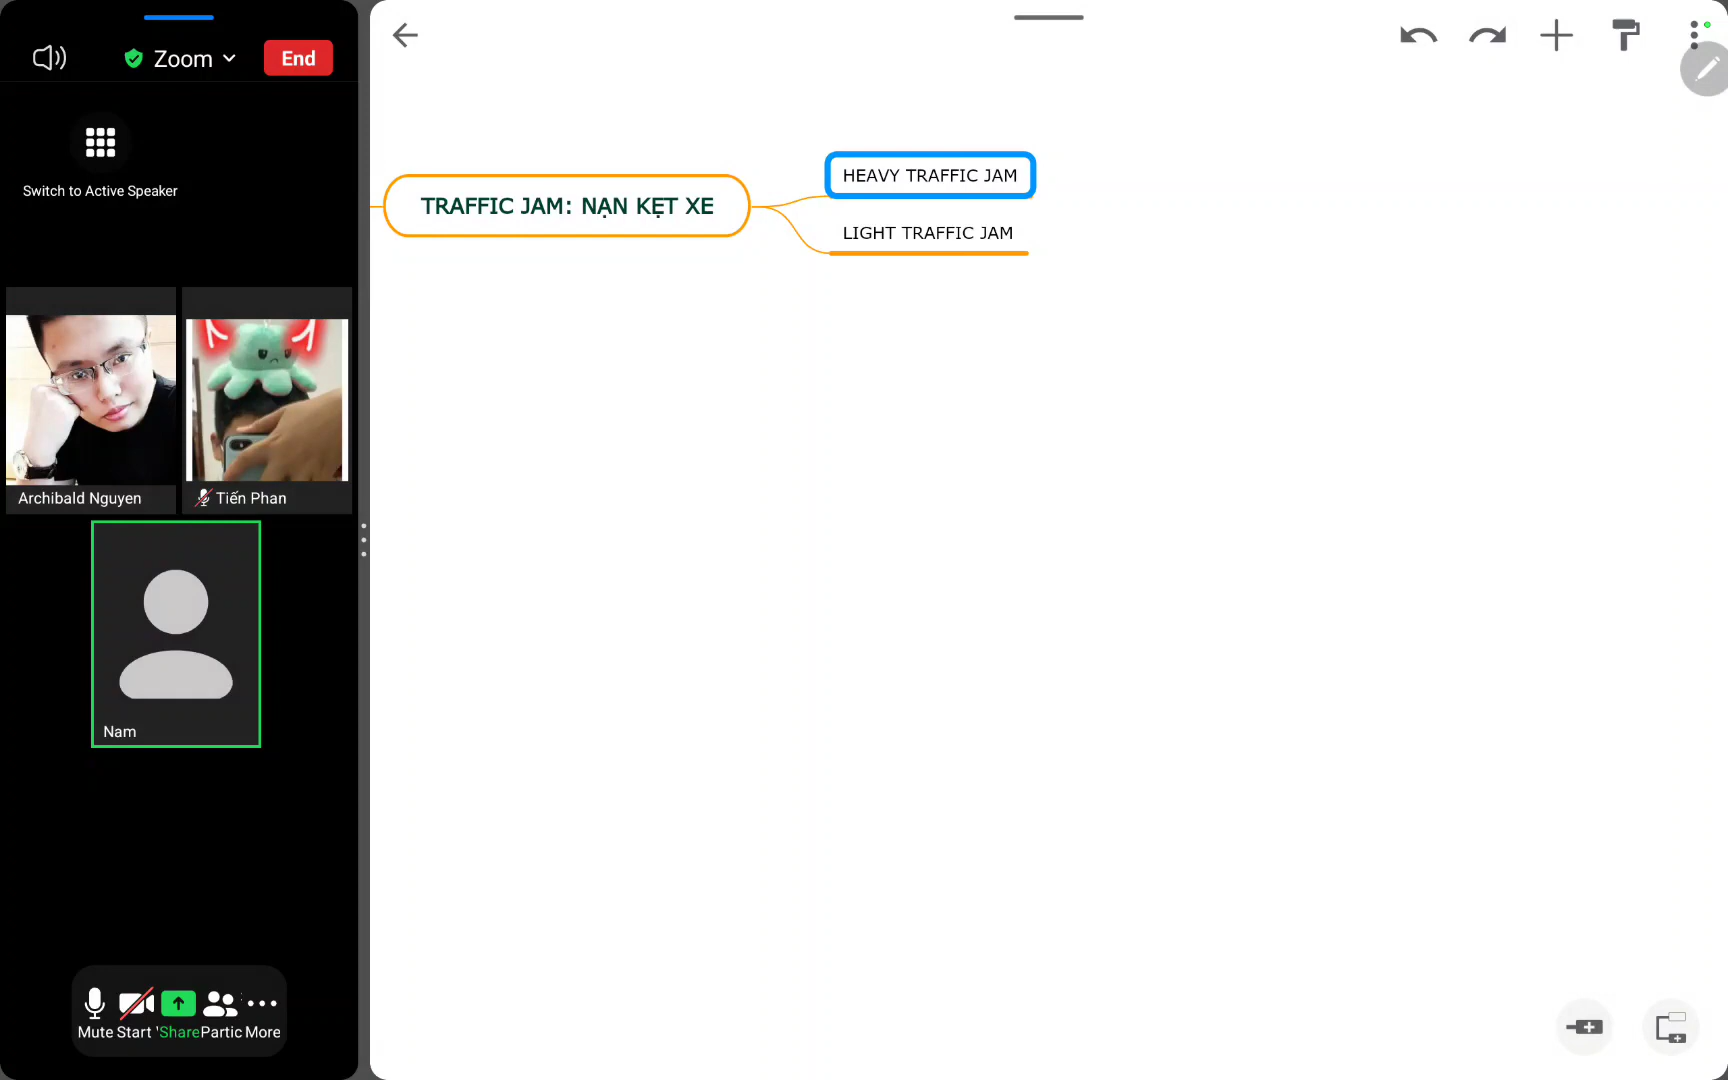 Zoom
End
Switch to Active Speaker
Archibald Nguyen
Tiến Phan
Nam
Mute Start Share Partic More
TRAFFIC JAM: NẠN KẸT XE
HEAVY TRAFFIC JAM
LIGHT TRAFFIC JAM